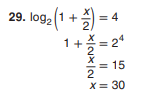 29. log₂(1 + x/2) = 4
1 + x/2 = 2⁴
x/2 = 15
x = 30